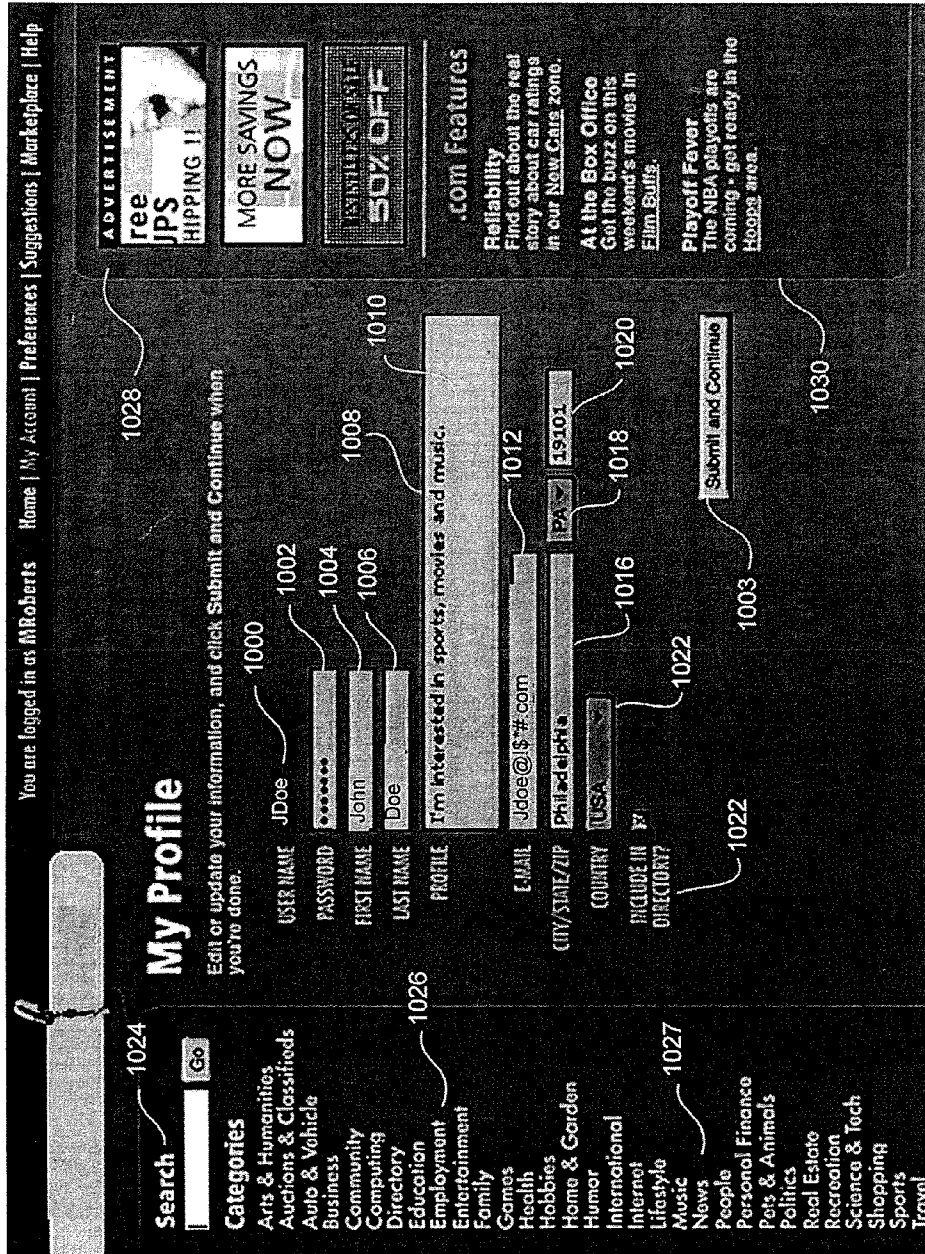 You are logged in as MRoberts Home | My Account | Preferences | Suggestions | Marketplace | Help
1024
Search
Go
Categories
Arts & Humanities
Auctions & Classifieds
Auto & Vehicle
Business
Community
Computing
Directory
Education
Employment
Entertainment
Family
Games
Health
Hobbies
Home & Garden
Humor
International
Internet
Lifestyle
Music
News
People
Personal Finance
Pets & Animals
Politics
Real Estate
Recreation
Science & Tech
Shopping
Sports
Travel
1026
1027
My Profile
Edit or update your information, and click Submit and Continue when
you're done.
USER NAME JDoe 1000
PASSWORD ••••••• 1002
FIRST NAME John 1004
LAST NAME Doe 1006
PROFILE I'm interested in sports, movies and music.
1008
1010
E-MAIL Jdoe@!$*#.com 1012
CITY/STATE/ZIP Philadelphia PA 19101
1016
1018
1020
COUNTRY USA 1022
INCLUDE IN
DIRECTORY?
1022
Submit and Continue
1003
1028
ADVERTISEMENT
ree
JPS
HIPPING !!
MORE SAVINGS
NOW
50% OFF
.com Features
Reliability
Find out about the real
story about car ratings
in our New Cars zone.
At the Box Office
Get the buzz on this
weekend's movies in
Film Buffs.
Playoff Fever
The NBA playoffs are
coming - get ready in the
Hoops area.
1030